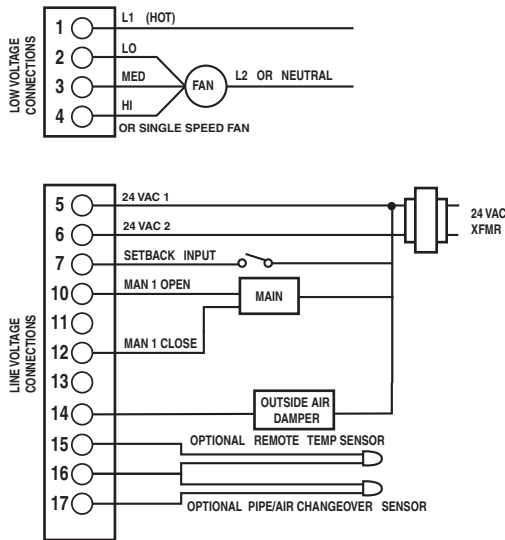 LOW VOLTAGE
CONNECTIONS
1 L1 (HOT)
2 LO
3 MED
4 HI
FAN
L2 OR NEUTRAL
OR SINGLE SPEED FAN
LINE VOLTAGE
CONNECTIONS
5 24 VAC 1
6 24 VAC 2
24 VAC
XFMR
7 SETBACK INPUT
10 MAN 1 OPEN
MAIN
11
12 MAN 1 CLOSE
13
14
OUTSIDE AIR
DAMPER
15 OPTIONAL REMOTE TEMP SENSOR
16
17 OPTIONAL PIPE/AIR CHANGEOVER SENSOR